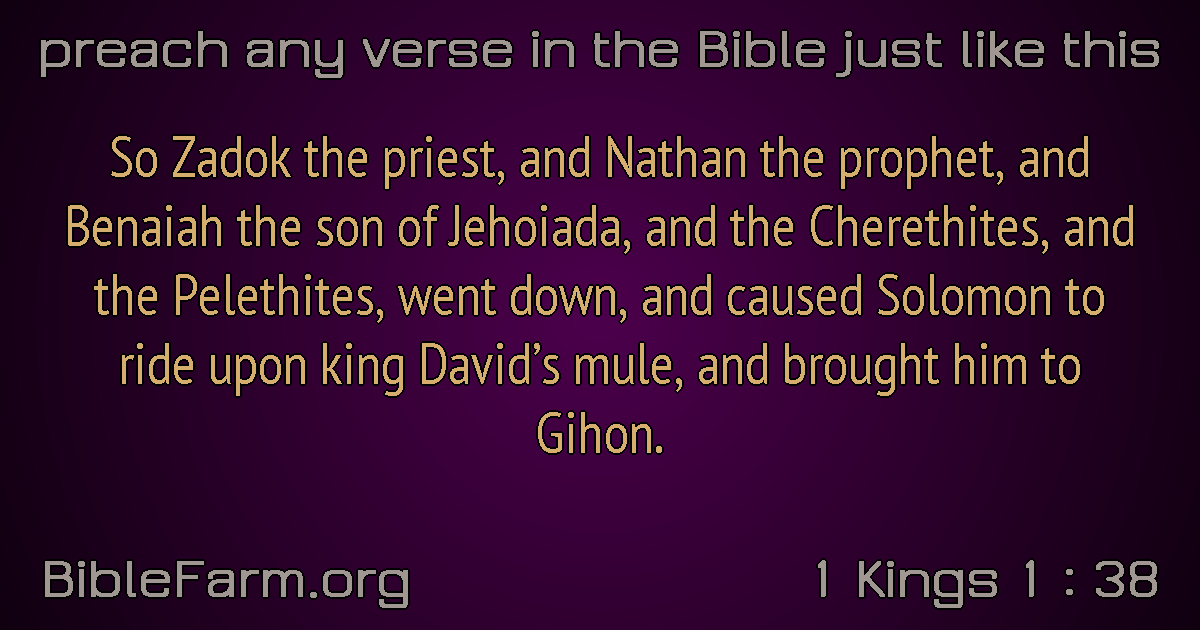 preach any verse in the Bible just like this
So Zadok the priest, and Nathan the prophet, and
Benaiah the son of Jehoiada, and the Cherethites, and
the Pelethites, went down, and caused Solomon to
ride upon king David’s mule, and brought him to
Gihon.
BibleFarm.org
1 Kings 1 : 38